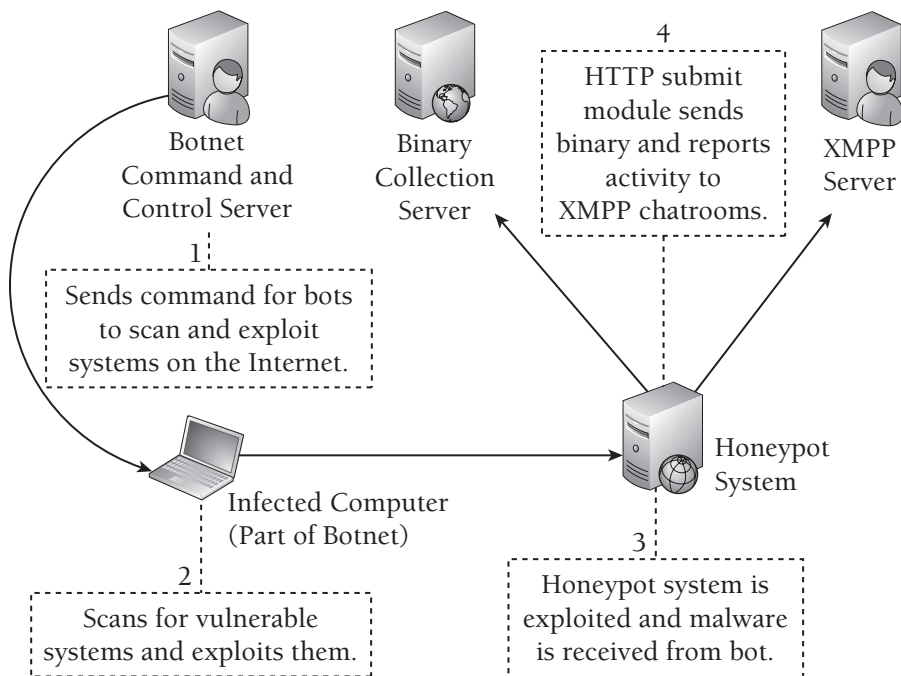 Botnet
Command and
Control Server
Binary
Collection
Server
4
HTTP submit
module sends
binary and reports
activity to
XMPP chatrooms.
XMPP
Server
1
Sends command for bots
to scan and exploit
systems on the Internet.
Infected Computer
(Part of Botnet)
Honeypot
System
2
Scans for vulnerable
systems and exploits them.
3
Honeypot system is
exploited and malware
is received from bot.